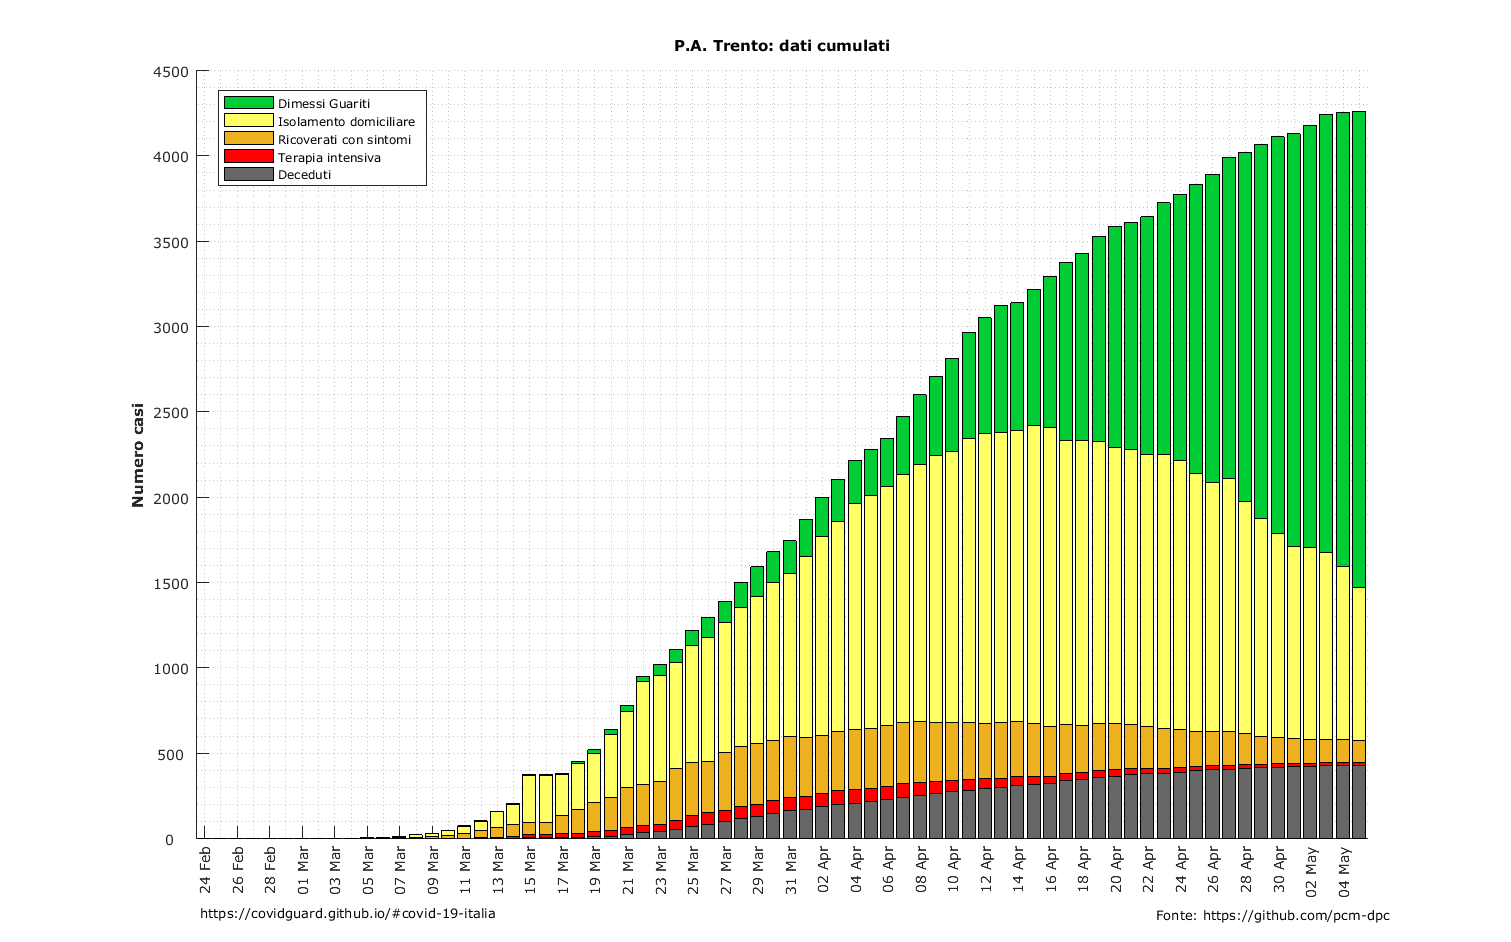 P.A. Trento: dati cumulati
4500
4000
3500
3000
2500
2000
1500
1000
500
0
Numero casi
Dimessi Guariti
Isolamento domiciliare
Ricoverati con sintomi
Terapia intensiva
Deceduti
24 Feb
26 Feb
28 Feb
01 Mar
03 Mar
05 Mar
07 Mar
09 Mar
11 Mar
13 Mar
15 Mar
17 Mar
19 Mar
21 Mar
23 Mar
25 Mar
27 Mar
29 Mar
31 Mar
02 Apr
04 Apr
06 Apr
08 Apr
10 Apr
12 Apr
14 Apr
16 Apr
18 Apr
20 Apr
22 Apr
24 Apr
26 Apr
28 Apr
30 Apr
02 May
04 May
https://covidguard.github.io/#covid-19-italia
Fonte: https://github.com/pcm-dpc